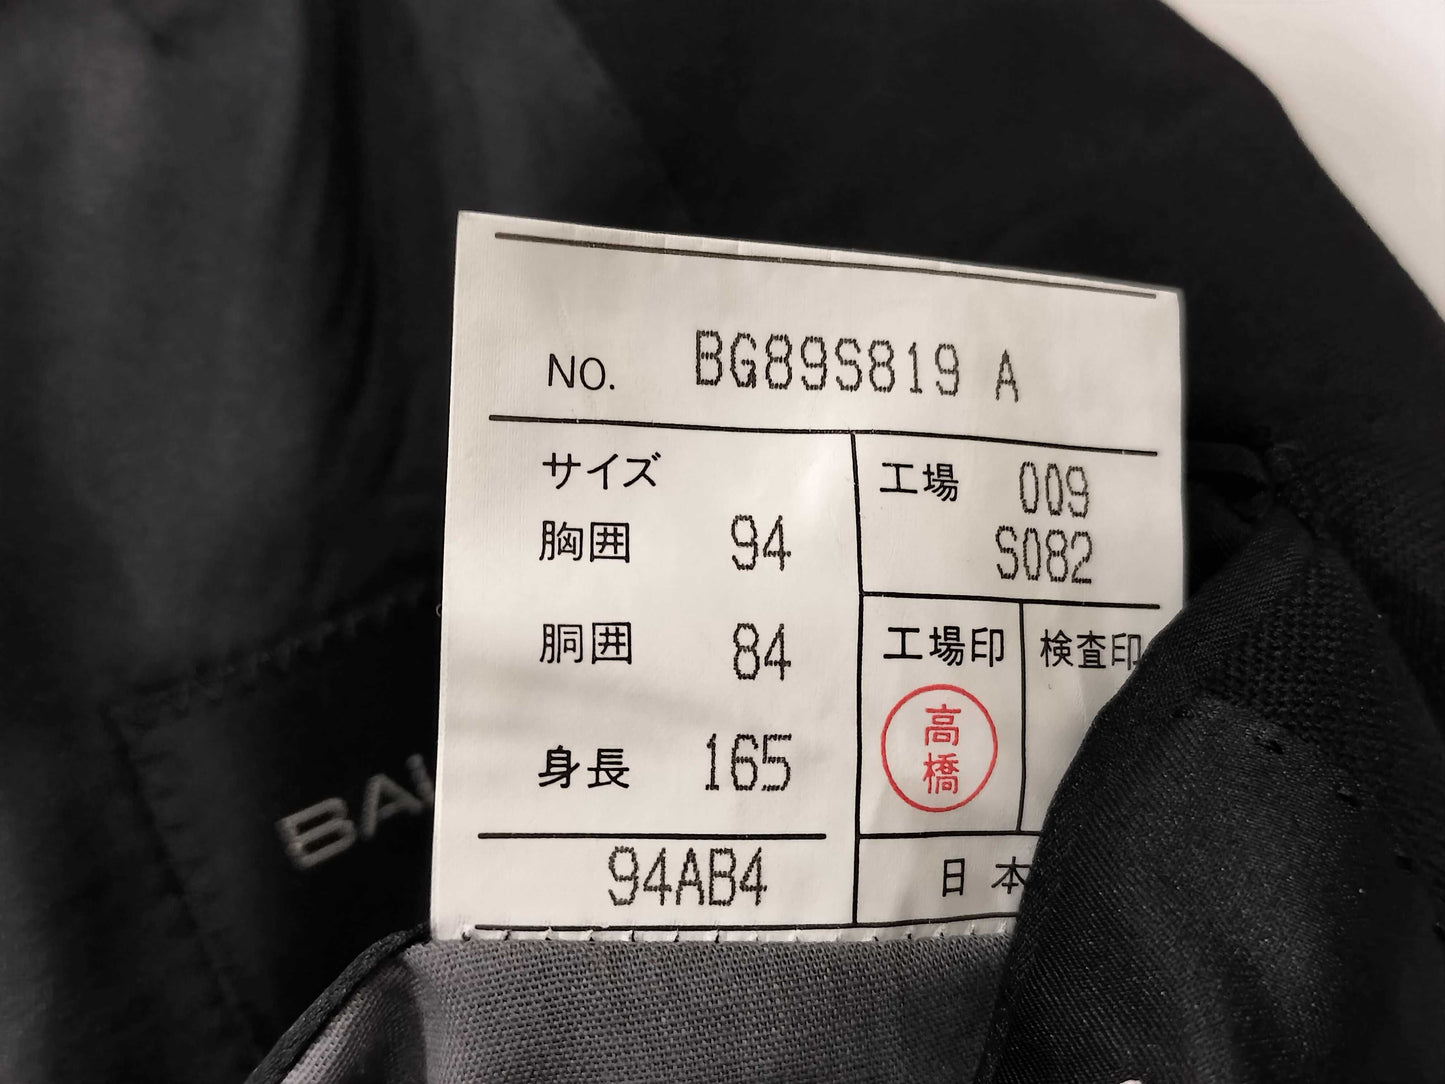 NO. BG89S819 A
サイズ
胸囲 94
胴囲 84
身長 165
94AB4
工場 009
S082
工場印 検査印
高橋
日本